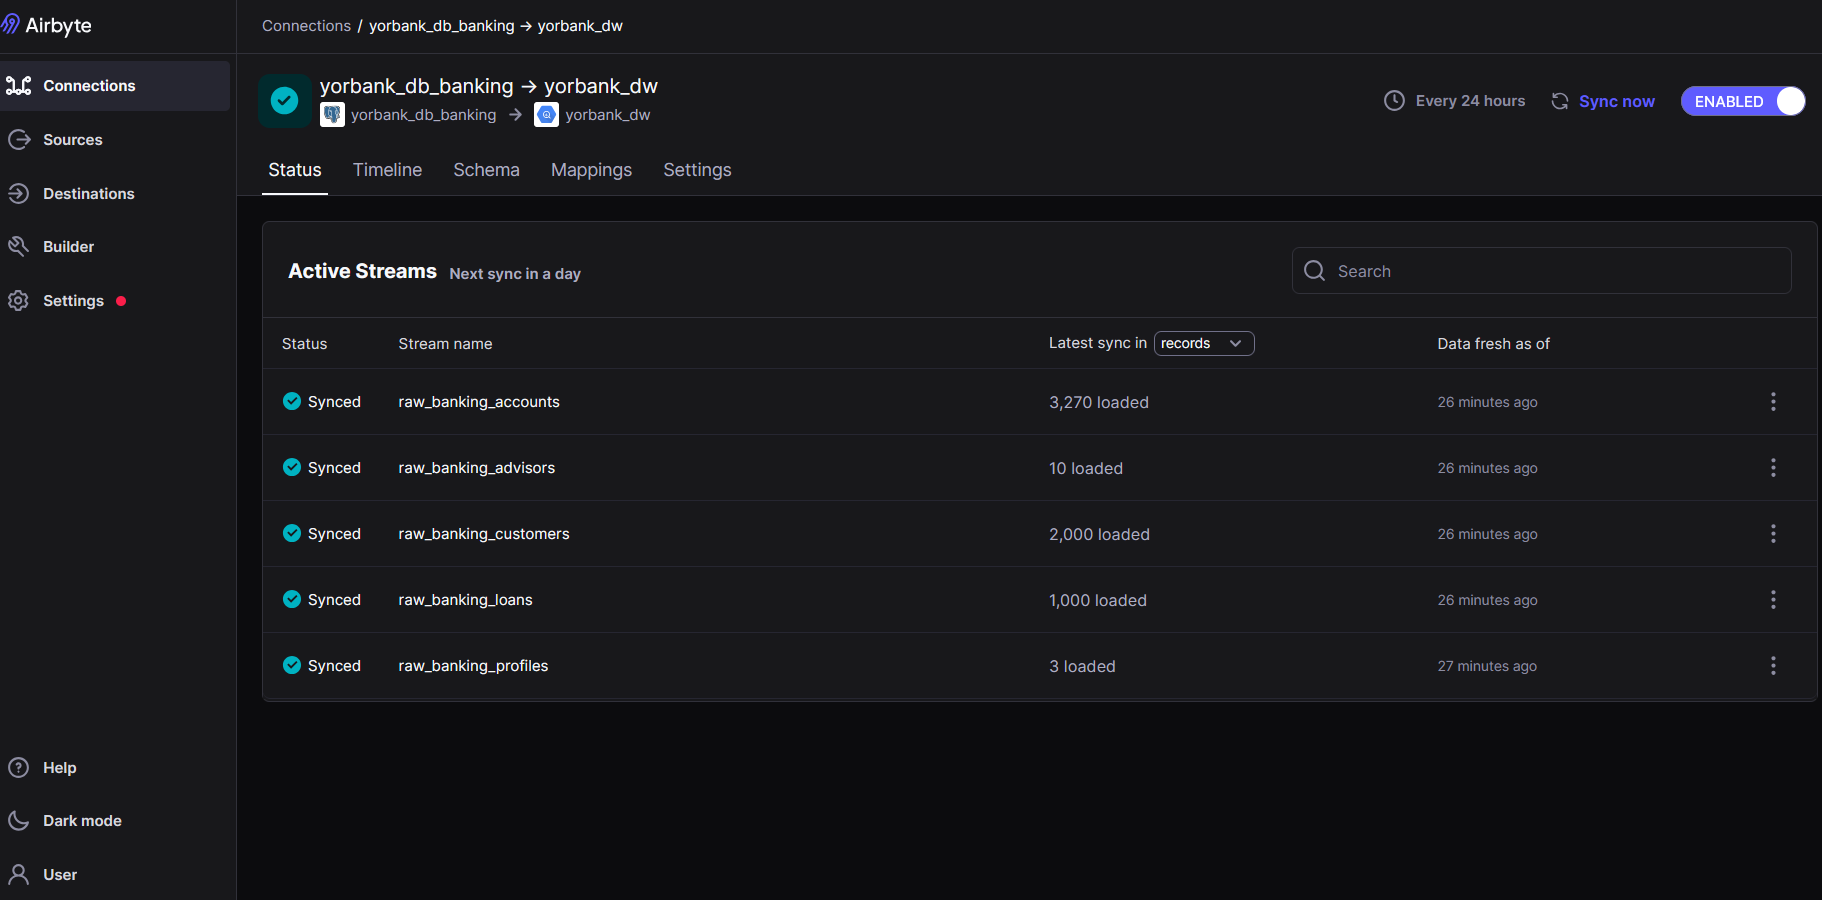 Airbyte
Connections / yorbank_db_banking → yorbank_dw
Connections
Sources
Destinations
Builder
Settings
Help
Dark mode
User
yorbank_db_banking → yorbank_dw
yorbank_db_banking → yorbank_dw
Every 24 hours
Sync now
ENABLED
Status Timeline Schema Mappings Settings
Active Streams Next sync in a day
Search
Status Stream name Latest sync in records Data fresh as of
Synced raw_banking_accounts 3,270 loaded 26 minutes ago
Synced raw_banking_advisors 10 loaded 26 minutes ago
Synced raw_banking_customers 2,000 loaded 26 minutes ago
Synced raw_banking_loans 1,000 loaded 26 minutes ago
Synced raw_banking_profiles 3 loaded 27 minutes ago